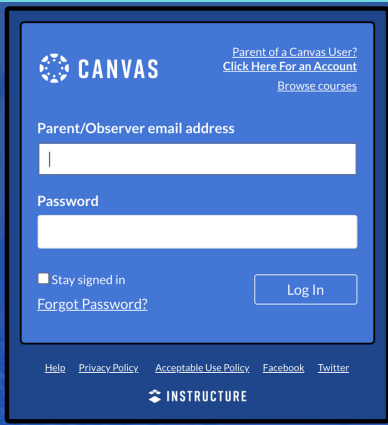 CANVAS
Parent of a Canvas User?
Click Here For an Account
Browse courses
Parent/Observer email address
Password
Stay signed in
Forgot Password?
Log In
Help Privacy Policy Acceptable Use Policy Facebook Twitter
INSTRUCTURE